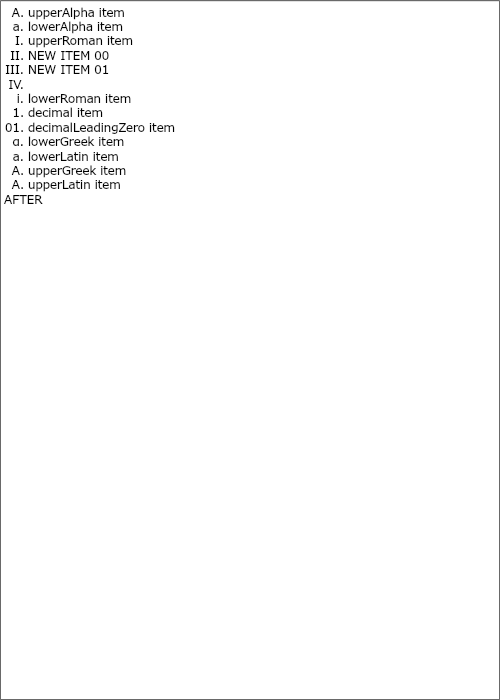 A. upperAlpha item
a. lowerAlpha item
I. upperRoman item
II. NEW ITEM 00
III. NEW ITEM 01
IV.
i. lowerRoman item
1. decimal item
01. decimalLeadingZero item
α. lowerGreek item
a. lowerLatin item
Α. upperGreek item
A. upperLatin item
AFTER